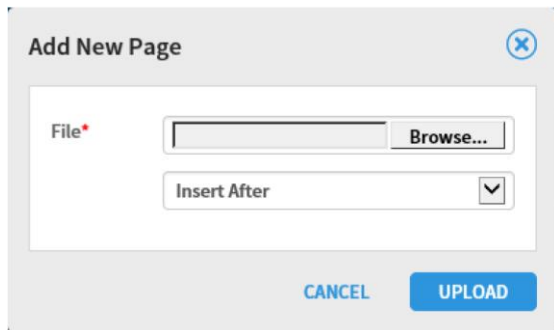 Add New Page
File*
Browse...
Insert After
CANCEL
UPLOAD